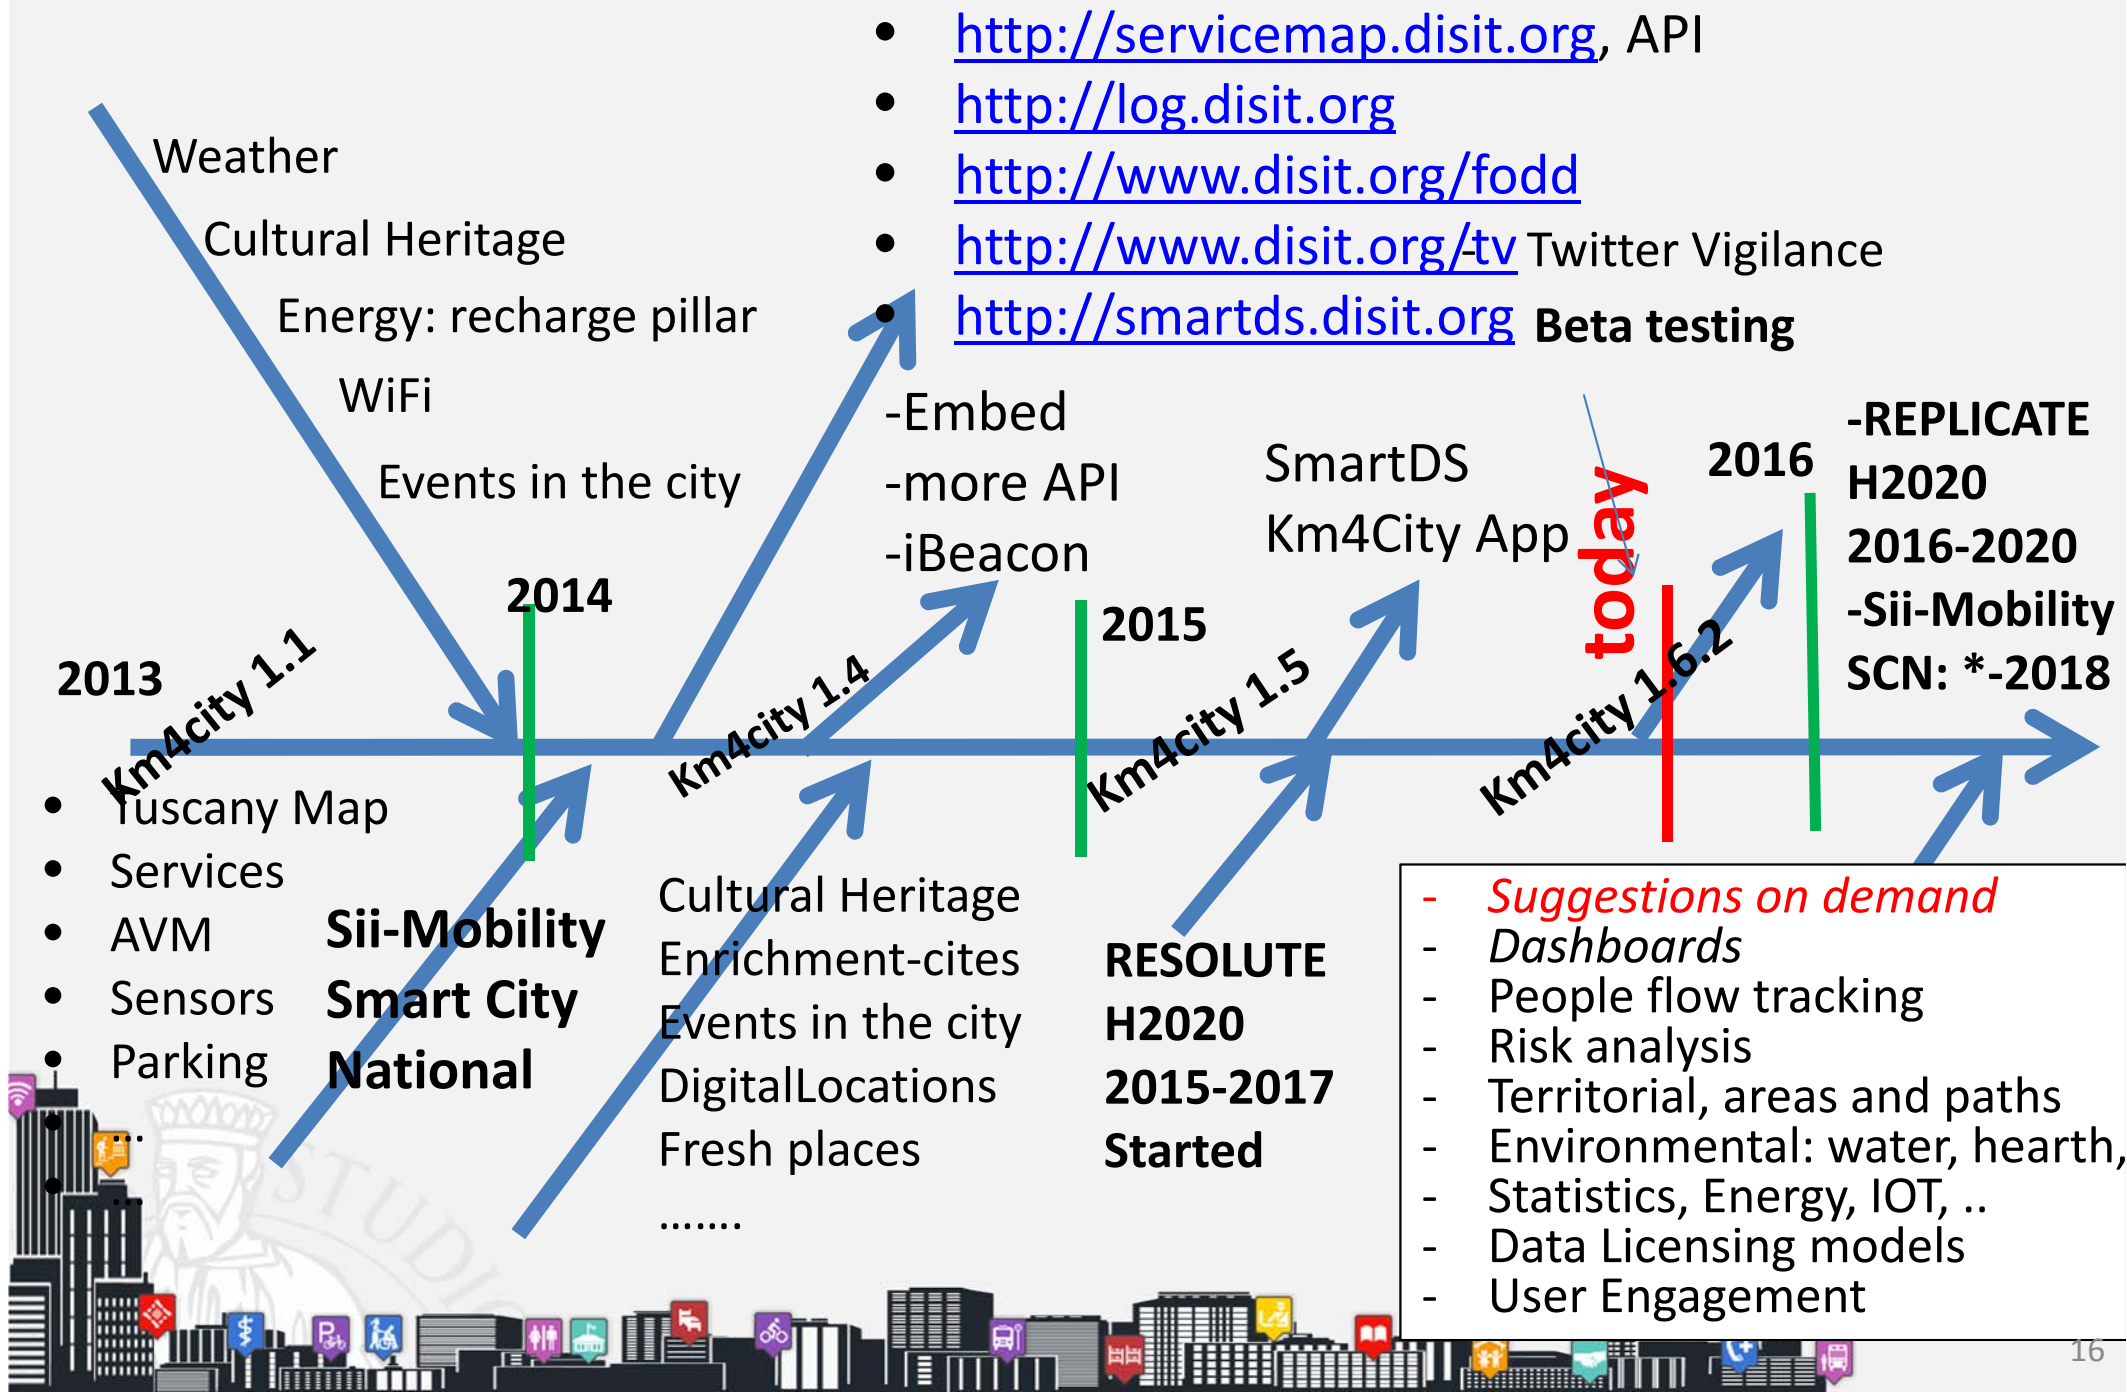 • http://servicemap.disit.org, API
• http://log.disit.org
• http://www.disit.org/fodd
• http://www.disit.org/tv - Twitter Vigilance
• http://smartds.disit.org Beta testing
Weather
Cultural Heritage
Energy: recharge pillar
WiFi
Events in the city
-Embed
-more API
-iBeacon
SmartDS
Km4City App
today
2013
2014
2015
2016
-REPLICATE
H2020
2016-2020
-Sii-Mobility
SCN: *-2018
Km4city 1.1
Km4city 1.4
Km4city 1.5
Km4city 1.6.2
• Tuscany Map
• Services
• AVM
• Sensors
• Parking
• ...
• ...
Sii-Mobility
Smart City
National
Cultural Heritage
Enrichment-cites
Events in the city
DigitalLocations
Fresh places
.......
RESOLUTE
H2020
2015-2017
Started
- Suggestions on demand
- Dashboards
- People flow tracking
- Risk analysis
- Territorial, areas and paths
- Environmental: water, hearth,
- Statistics, Energy, IOT, ..
- Data Licensing models
- User Engagement
STUDIO
P
16